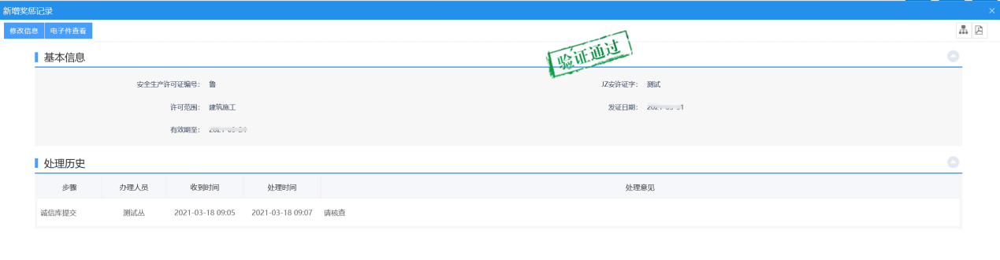 新增奖惩记录
修改信息 电子件查看
验证通过
基本信息
安全生产许可证编号： 鲁 JZ安许证字： 测试
许可范围： 建筑施工 发证日期：
有效期至：
处理历史
步骤 办理人员 收到时间 处理时间 处理意见
诚信库提交 测试丛 2021-03-18 09:05 2021-03-18 09:07 请核查